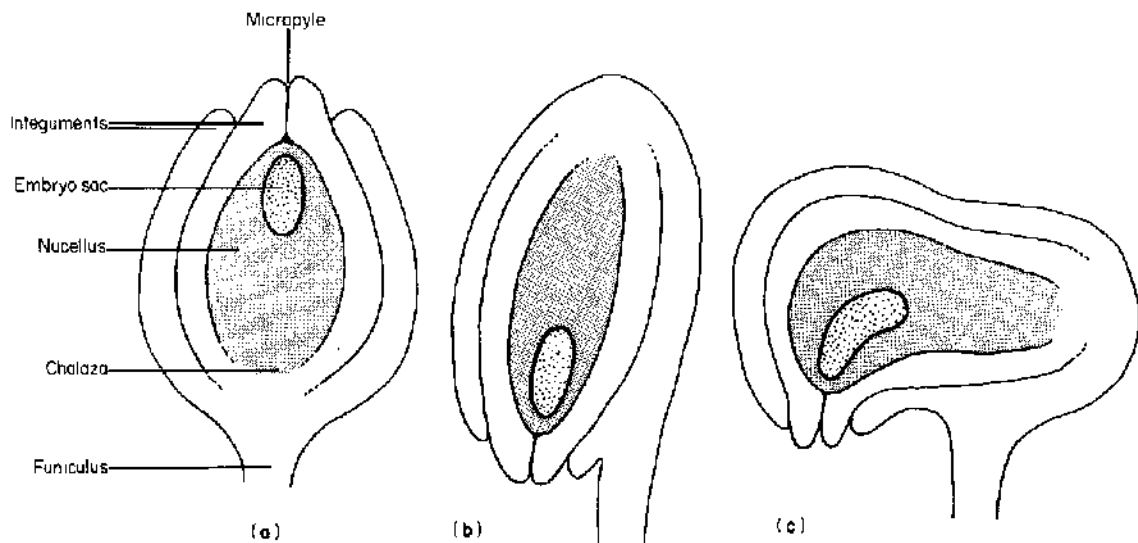 Micropyle
Integuments
Embryo sac
Nucellus
Chalaza
Funiculus
(a)
(b)
(c)